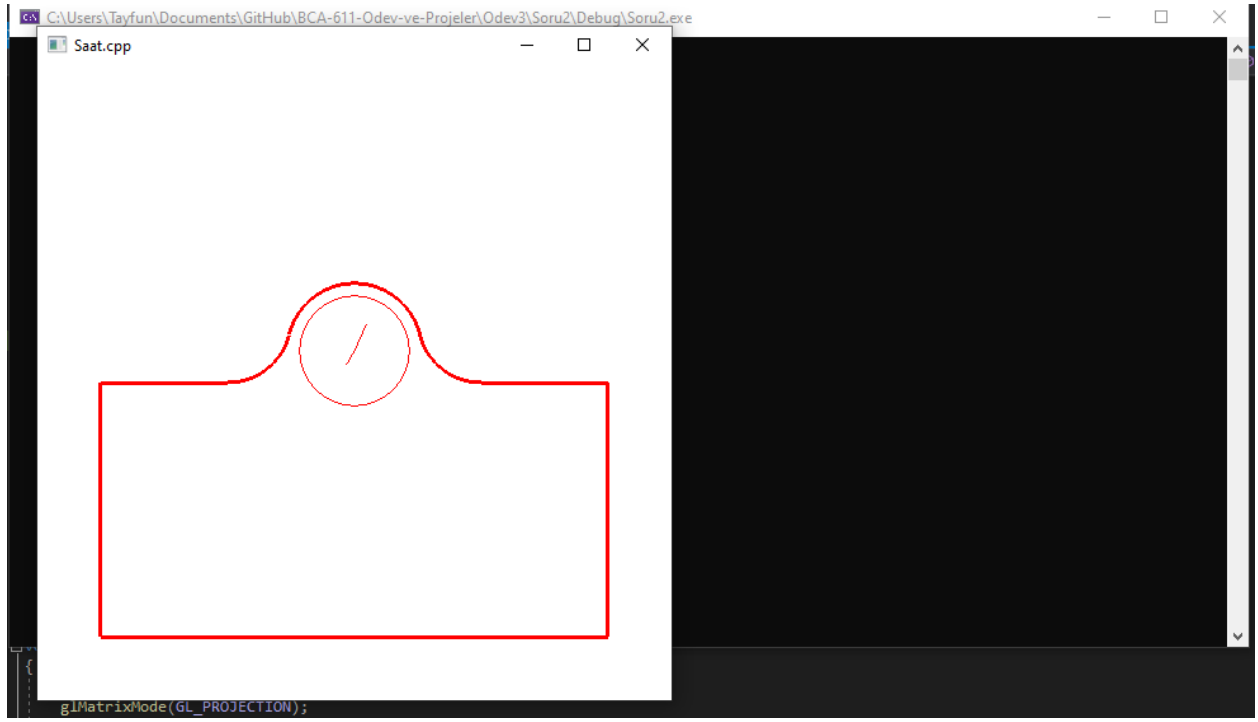 C:\Users\Tayfun\Documents\GitHub\BCA-611-Odev-ve-Projeler\Odev3\Soru2\Debug\Soru2.exe
Saat.cpp
{
glMatrixMode(GL_PROJECTION);